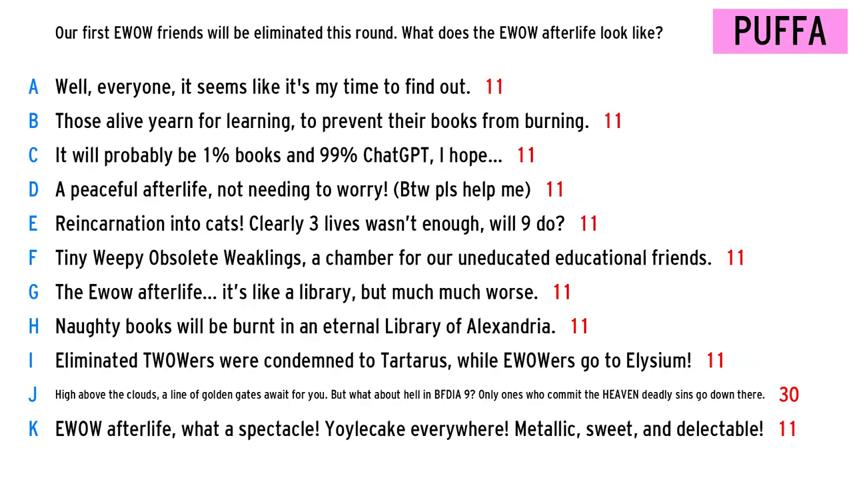 Our first EWOW friends will be eliminated this round. What does the EWOW afterlife look like?
PUFFA
A Well, everyone, it seems like it's my time to find out. 11
B Those alive yearn for learning, to prevent their books from burning. 11
C It will probably be 1% books and 99% ChatGPT, I hope... 11
D A peaceful afterlife, not needing to worry! (Btw pls help me) 11
E Reincarnation into cats! Clearly 3 lives wasn't enough, will 9 do? 11
F Tiny Weepy Obsolete Weaklings, a chamber for our uneducated educational friends. 11
G The Ewow afterlife... it's like a library, but much much worse. 11
H Naughty books will be burnt in an eternal Library of Alexandria. 11
I Eliminated TWOWers were condemned to Tartarus, while EWOWers go to Elysium! 11
J High above the clouds, a line of golden gates await for you. But what about hell in BFDIA 9? Only ones who commit the HEAVEN deadly sins go down there. 30
K EWOW afterlife, what a spectacle! Yoylecake everywhere! Metallic, sweet, and delectable! 11